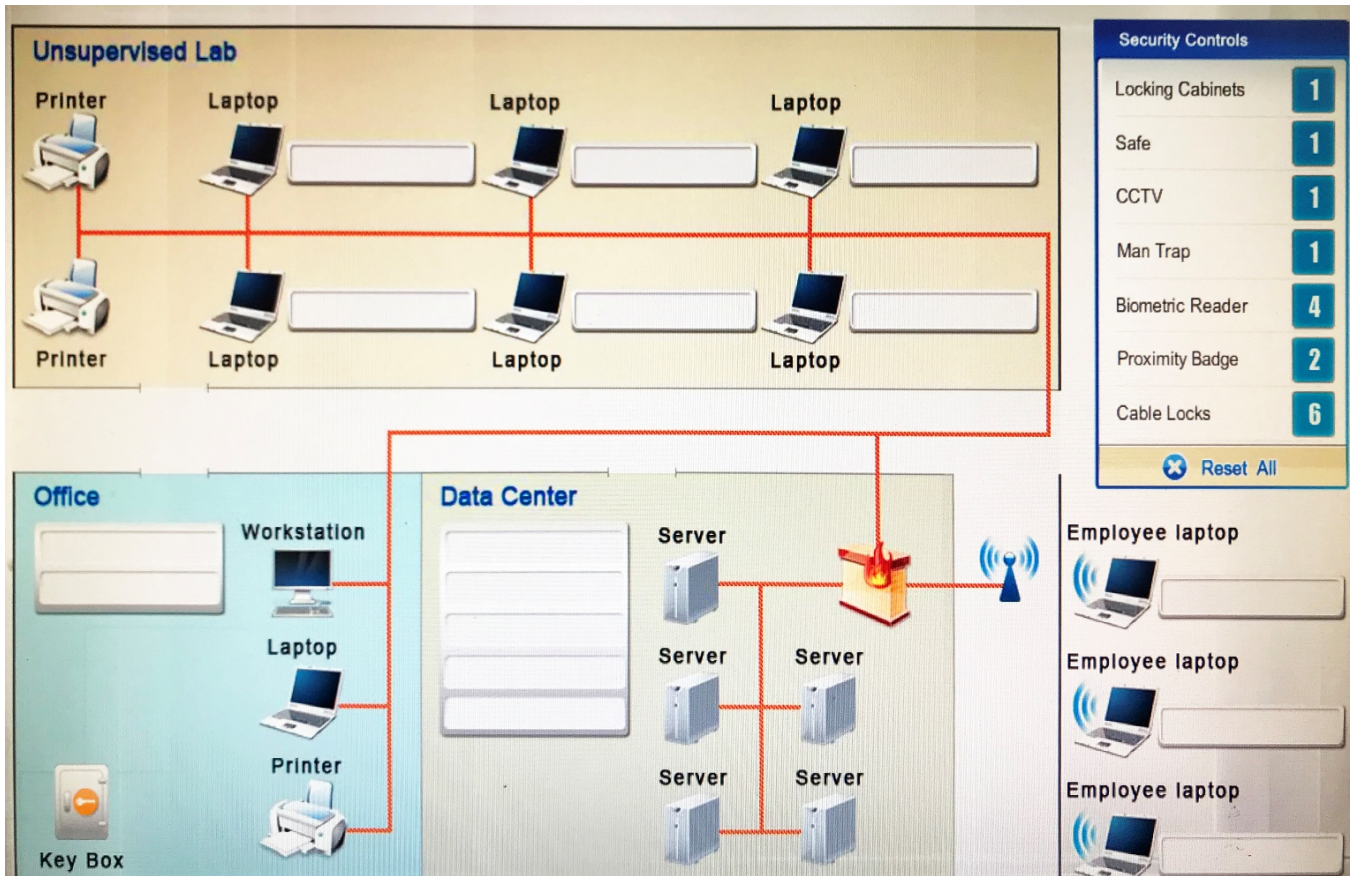 Unsupervised Lab
Printer Laptop Laptop Laptop
Printer Laptop Laptop Laptop
Security Controls
Locking Cabinets 1
Safe 1
CCTV 1
Man Trap 1
Biometric Reader 4
Proximity Badge 2
Cable Locks 6
Reset All
Office
Workstation
Laptop
Printer
Key Box
Data Center
Server
Server Server
Server Server
Employee laptop
Employee laptop
Employee laptop